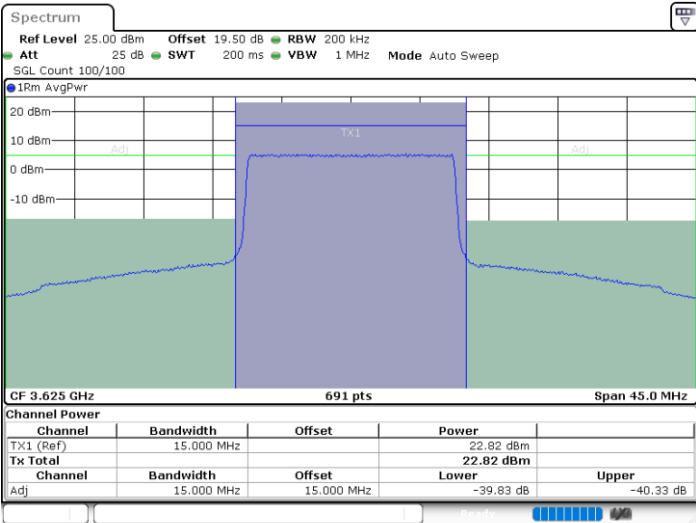 Spectrum
Ref Level 25.00 dBm Offset 19.50 dB RBW 200 kHz
Att 25 dB SWT 200 ms VBW 1 MHz Mode Auto Sweep
SGL Count 100/100
1Rm AvgPwr
20 dBm
TX1
10 dBm
Adj Adj
0 dBm
-10 dBm
CF 3.625 GHz 691 pts Span 45.0 MHz
Channel Power
Channel Bandwidth Offset Power
TX1 (Ref) 15.000 MHz 22.82 dBm
Tx Total 22.82 dBm
Channel Bandwidth Offset Lower Upper
Adj 15.000 MHz 15.000 MHz -39.83 dB -40.33 dB
Ready